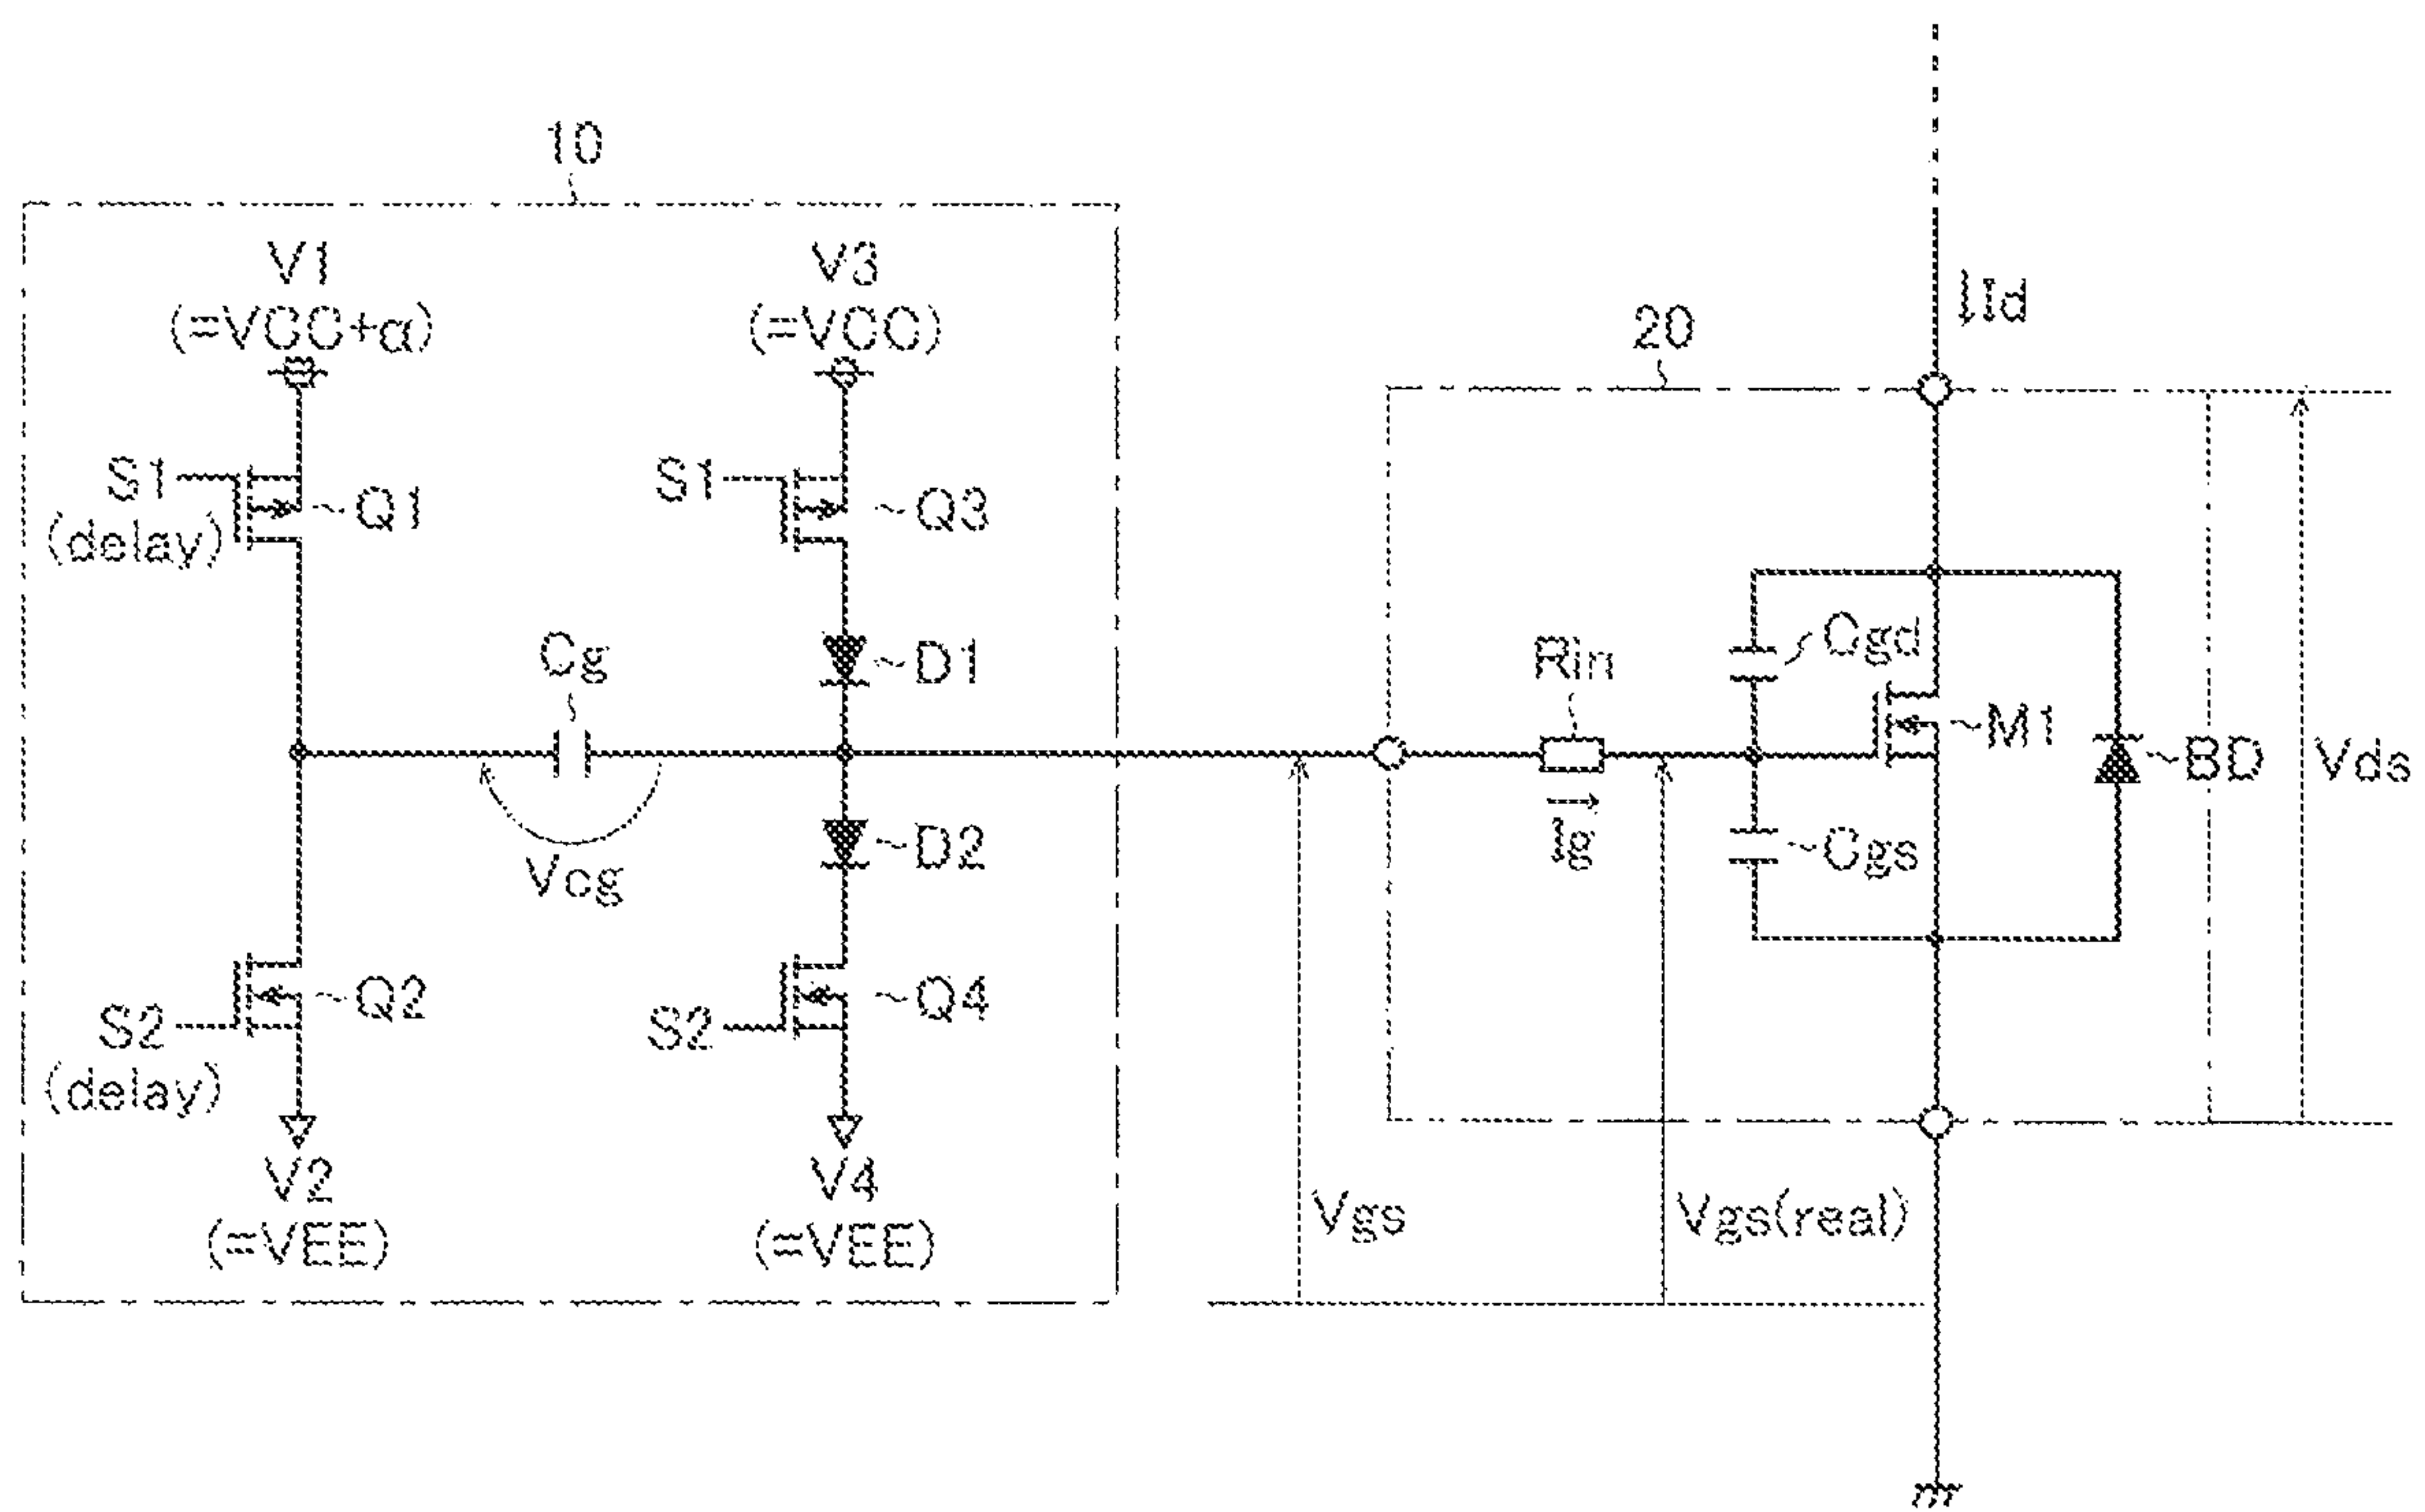 10
V1
(=VCC+α)
V3
(=VCC)
S1
(delay)
Q1
S1
Q3
Cg
D1
Vcg
D2
S2
(delay)
Q2
S2
Q4
V2
(=VEE)
V4
(=VEE)
20
Id
Rin
Ig
Cgd
M1
BD
Cgs
Vds
Vgs
Vgs(real)